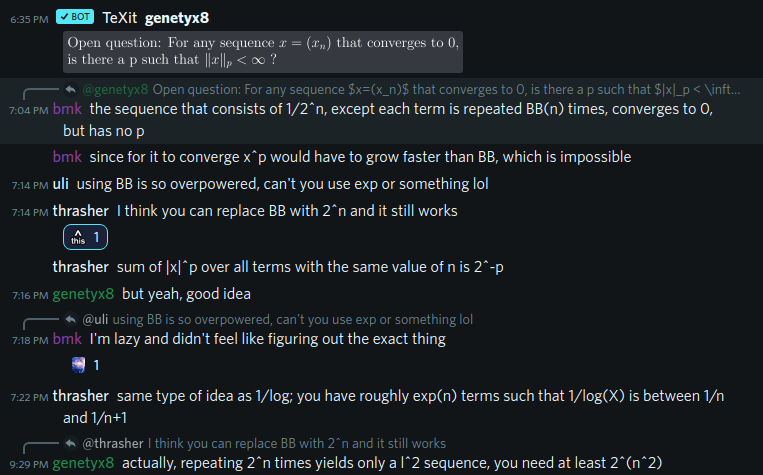 6:35 PM ✓ BOT TeXit genetyx8
Open question: For any sequence x = (xₙ) that converges to 0,
is there a p such that ‖x‖ₚ < ∞ ?
@genetyx8 Open question: For any sequence $x=(x_n)$ that converges to 0, is there a p such that $|x|_p < \inft...
7:04 PM bmk the sequence that consists of 1/2^n, except each term is repeated BB(n) times, converges to 0,
but has no p
bmk since for it to converge x^p would have to grow faster than BB, which is impossible
7:14 PM uli using BB is so overpowered, can't you use exp or something lol
7:14 PM thrasher I think you can replace BB with 2^n and it still works
^ this 1
thrasher sum of |x|^p over all terms with the same value of n is 2^-p
7:16 PM genetyx8 but yeah, good idea
@uli using BB is so overpowered, can't you use exp or something lol
7:18 PM bmk I'm lazy and didn't feel like figuring out the exact thing
1
7:22 PM thrasher same type of idea as 1/log; you have roughly exp(n) terms such that 1/log(X) is between 1/n
and 1/n+1
@thrasher I think you can replace BB with 2^n and it still works
9:29 PM genetyx8 actually, repeating 2^n times yields only a l^2 sequence, you need at least 2^(n^2)